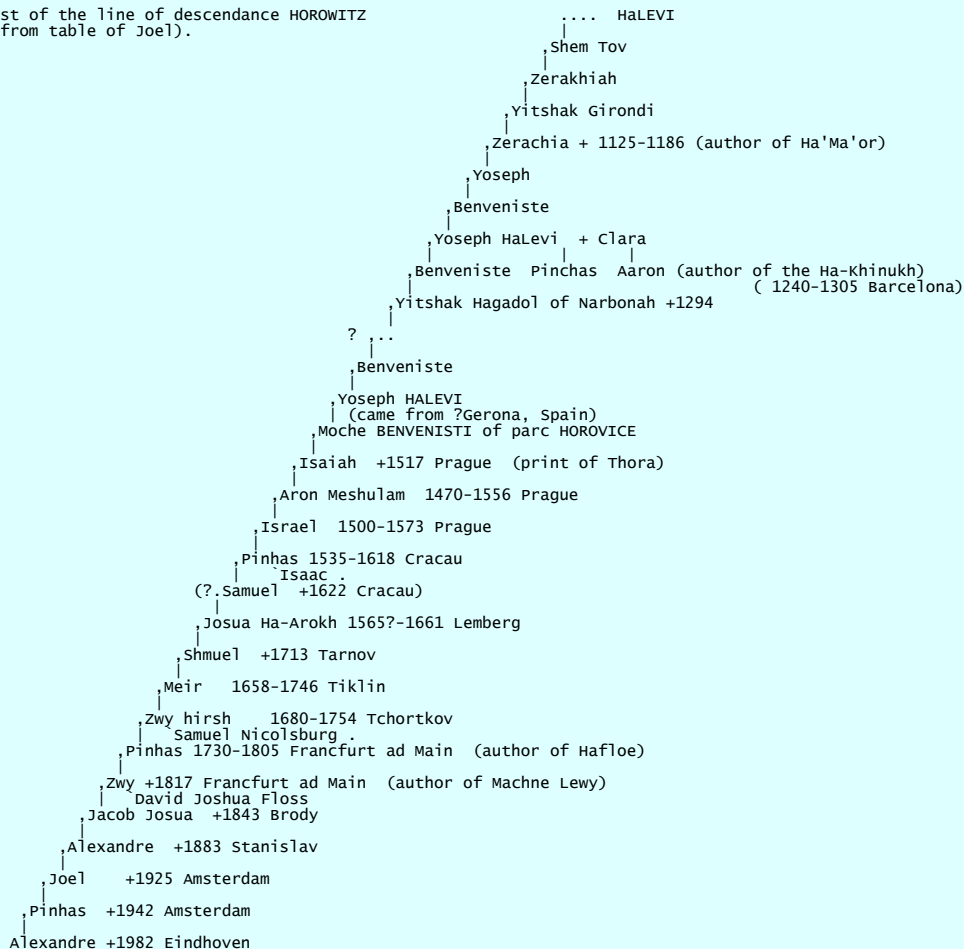 st of the line of descendance HOROWITZ .... HaLEVI
from table of Joel). |
,Shem Tov
|
,Zerakhiah
|
,Yitshak Girondi
|
,Zerachia + 1125-1186 (author of Ha'Ma'or)
|
,Yoseph
|
,Benveniste
|
,Yoseph HaLevi + Clara
| | |
,Benveniste Pinchas Aaron (author of the Ha-Khinukh)
| ( 1240-1305 Barcelona)
,Yitshak Hagadol of Narbonah +1294
|
? ,..
|
,Benveniste
|
,Yoseph HALEVI
| (came from ?Gerona, Spain)
,Moche BENVENISTI of parc HOROVICE
|
,Isaiah +1517 Prague (print of Thora)
|
,Aron Meshulam 1470-1556 Prague
|
,Israel 1500-1573 Prague
|
,Pinhas 1535-1618 Cracau
| `Isaac .
(?.Samuel +1622 Cracau)
|
,Josua Ha-Arokh 1565?-1661 Lemberg
|
,Shmuel +1713 Tarnov
|
,Meir 1658-1746 Tiklin
|
,Zwy hirsh 1680-1754 Tchortkov
| `Samuel Nicolsburg .
,Pinhas 1730-1805 Francfurt ad Main (author of Hafloe)
|
,Zwy +1817 Francfurt ad Main (author of Machne Lewy)
| `David Joshua Floss
,Jacob Josua +1843 Brody
|
,Alexandre +1883 Stanislav
|
,Joel +1925 Amsterdam
|
,Pinhas +1942 Amsterdam
|
Alexandre +1982 Eindhoven